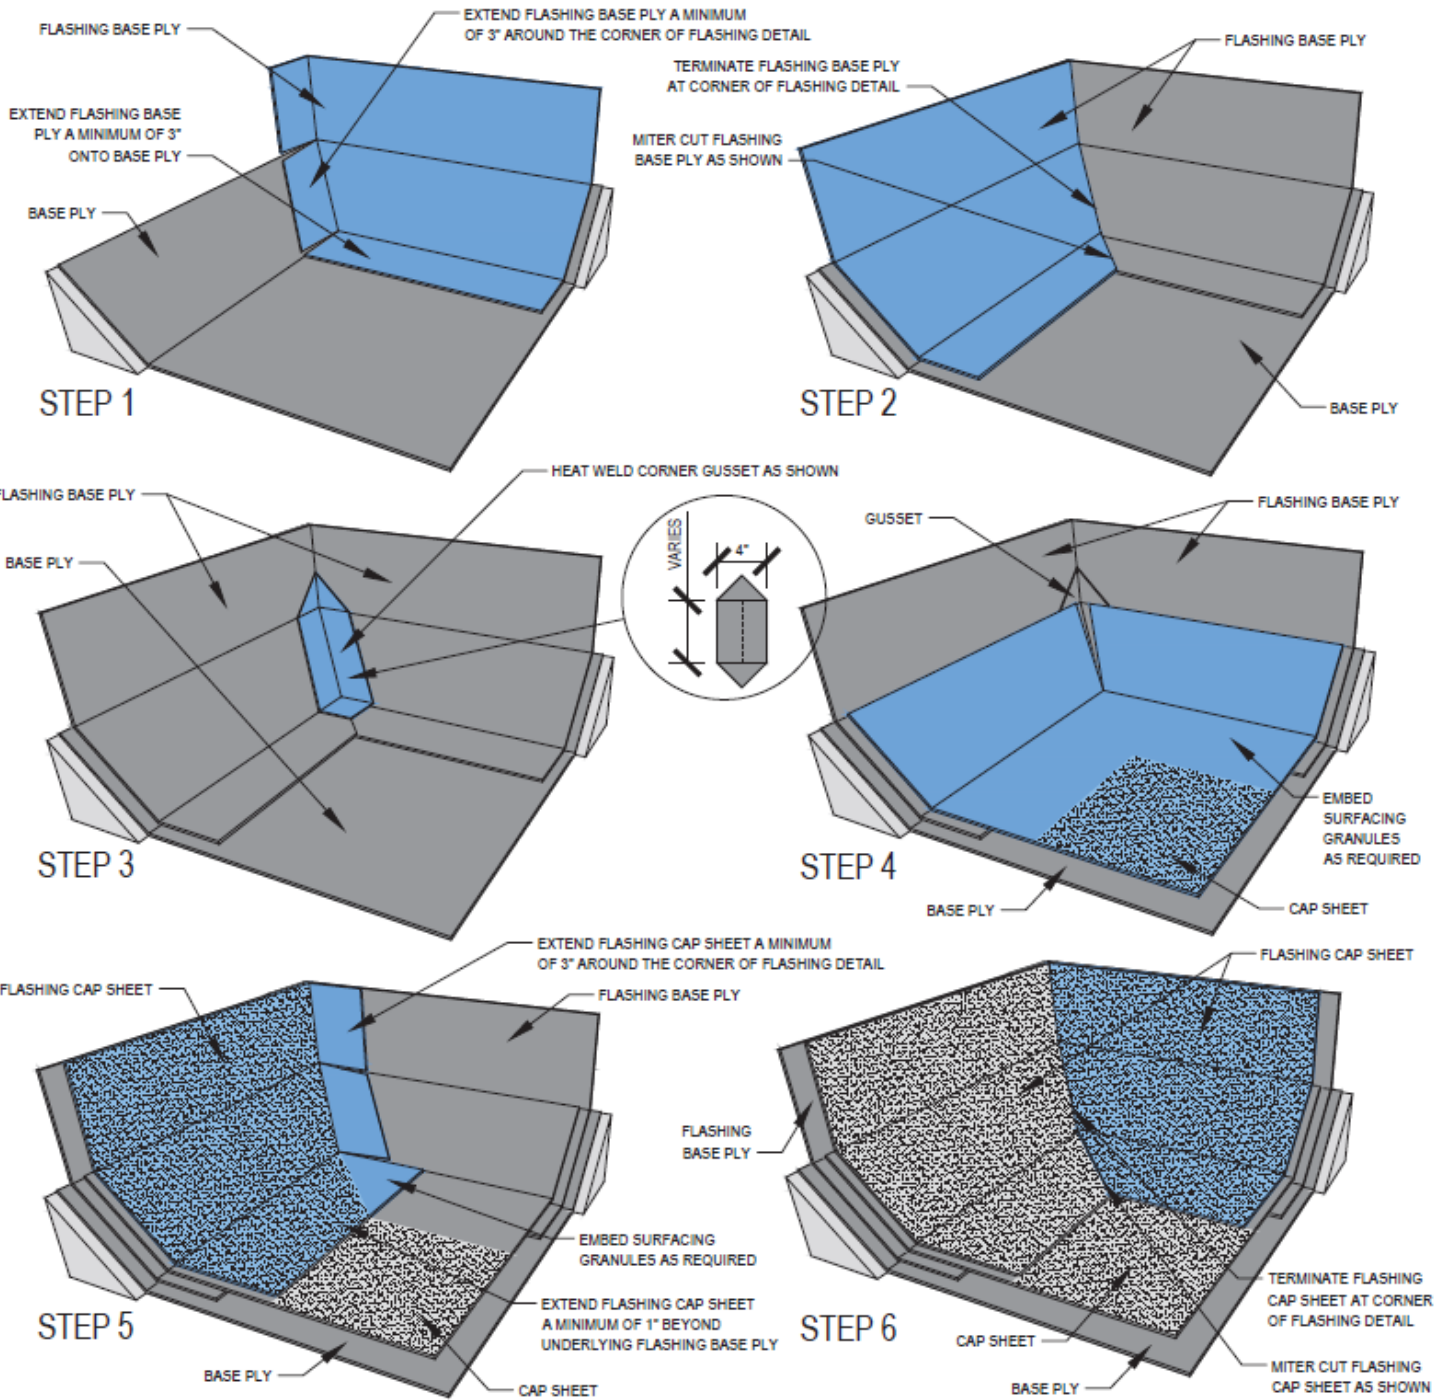 FLASHING BASE PLY
EXTEND FLASHING BASE PLY A MINIMUM
OF 3" AROUND THE CORNER OF FLASHING DETAIL
EXTEND FLASHING BASE
PLY A MINIMUM OF 3"
ONTO BASE PLY
BASE PLY
STEP 1
FLASHING BASE PLY
TERMINATE FLASHING BASE PLY
AT CORNER OF FLASHING DETAIL
MITER CUT FLASHING
BASE PLY AS SHOWN
BASE PLY
STEP 2
HEAT WELD CORNER GUSSET AS SHOWN
FLASHING BASE PLY
BASE PLY
VARIES
4"
STEP 3
GUSSET
FLASHING BASE PLY
EMBED
SURFACING
GRANULES
AS REQUIRED
CAP SHEET
BASE PLY
STEP 4
EXTEND FLASHING CAP SHEET A MINIMUM
OF 3" AROUND THE CORNER OF FLASHING DETAIL
FLASHING CAP SHEET
FLASHING BASE PLY
EMBED SURFACING
GRANULES AS REQUIRED
EXTEND FLASHING CAP SHEET
A MINIMUM OF 1" BEYOND
UNDERLYING FLASHING BASE PLY
BASE PLY
CAP SHEET
STEP 5
FLASHING CAP SHEET
FLASHING
BASE PLY
TERMINATE FLASHING
CAP SHEET AT CORNER
OF FLASHING DETAIL
CAP SHEET
MITER CUT FLASHING
CAP SHEET AS SHOWN
BASE PLY
STEP 6